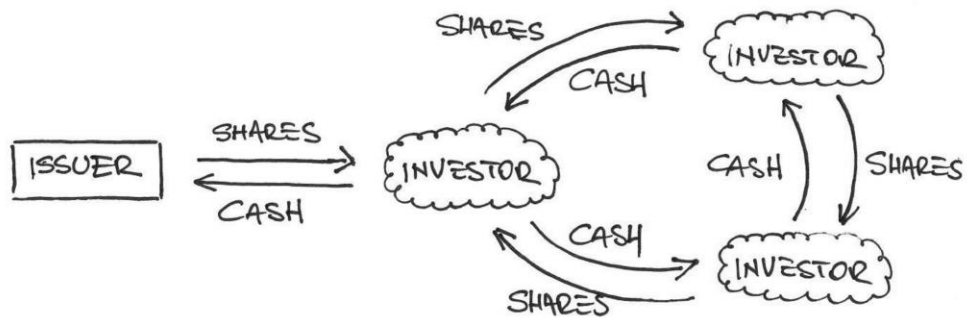 SHARES
INVESTOR
CASH
SHARES
ISSUER
INVESTOR
CASH
CASH
SHARES
CASH
INVESTOR
SHARES